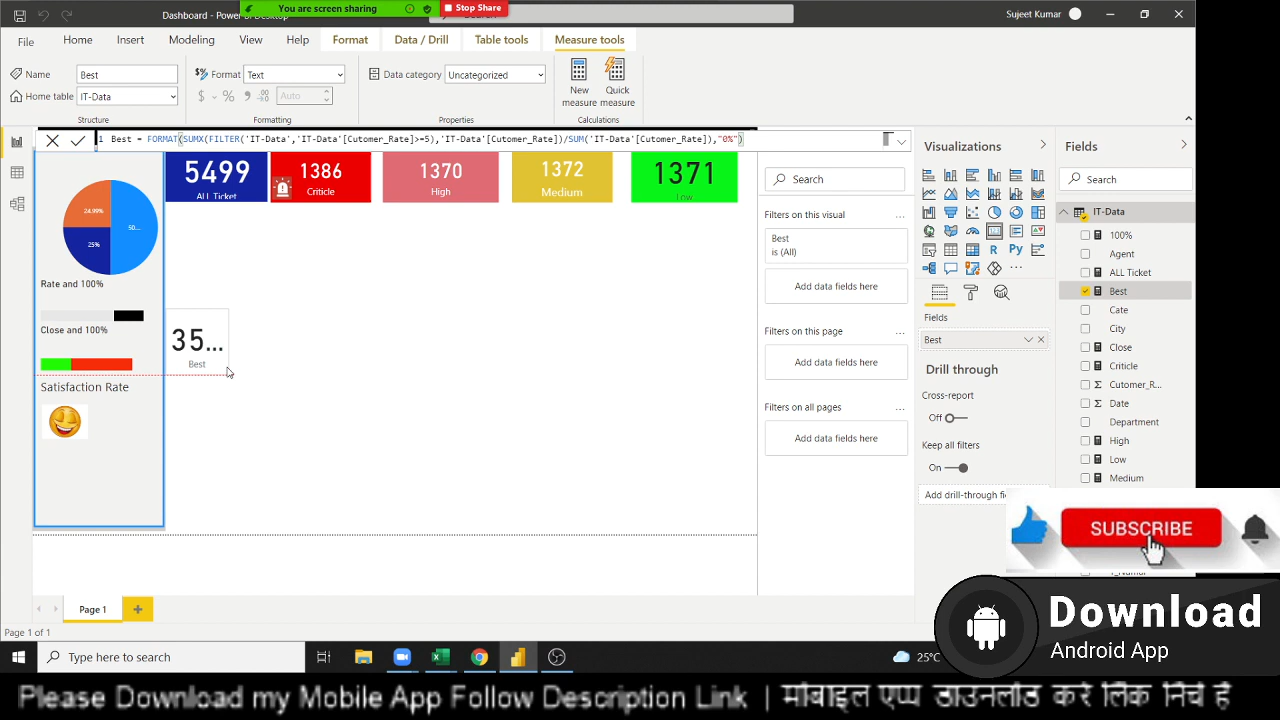 Dashboard - Power BI Desktop
You are screen sharing
Stop Share
Search
Sujeet Kumar
File
Home
Insert
Modeling
View
Help
Format
Data / Drill
Table tools
Measure tools
Name
Best
Format
Text
Data category
Uncategorized
New measure
Quick measure
Home table
IT-Data
$
%
Auto
Structure
Formatting
Properties
Calculations
1 Best = FORMAT(SUMX(FILTER('IT-Data','IT-Data'[Cutomer_Rate]>=5),'IT-Data'[Cutomer_Rate])/SUM('IT-Data'[Cutomer_Rate]),"0%")
5499
ALL Ticket
1386
Criticle
1370
High
1372
Medium
1371
Low
24.99%
50...
25%
Rate and 100%
Close and 100%
35...
Best
Satisfaction Rate
Search
Filters on this visual
...
Best
is (All)
Add data fields here
Filters on this page
...
Add data fields here
Filters on all pages
...
Add data fields here
Visualizations
R
Py
...
Fields
Best
Drill through
Cross-report
Off
Keep all filters
On
Fields
Search
IT-Data
100%
Agent
ALL Ticket
Best
Cate
City
Close
Criticle
Cutomer_R...
Date
Department
High
Low
Medium
SUBSCRIBE
Download
Android App
Page 1
Page 1 of 1
Type here to search
25°C
Please Download my Mobile App Follow Description Link | मोबाइल एप्प डाउनलोड करे लिंक निचे है